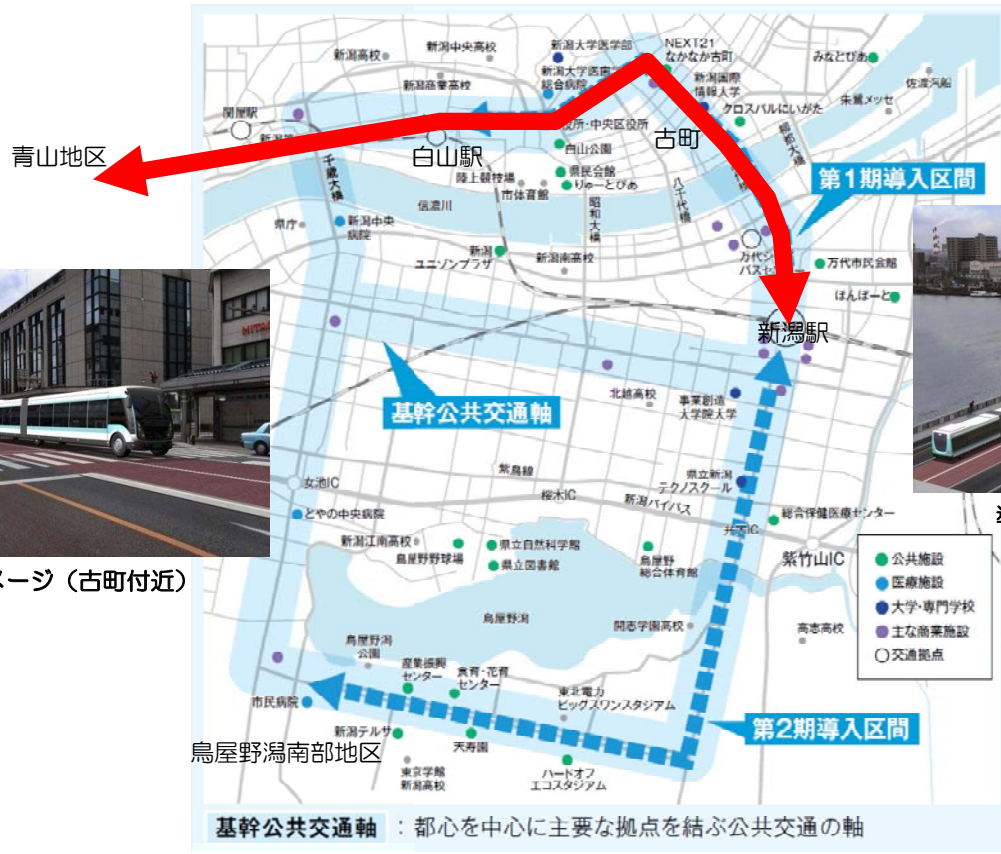 新潟高校
新潟中央高校
新潟大学医学部
NEXT21
なかなか古町
みなとぴあ
新潟商業高校
新潟大学医歯学
総合病院
新潟国際
情報大学
佐渡汽船
朱鷺メッセ
関屋駅
クロスパルにいがた
役所・中央区役所
古町
昭和大橋
青山地区
白山駅
白山公園
千歳大橋
陸上競技場
市体育館
県民会館
りゅーとぴあ
八千代橋
第1期導入区間
信濃川
昭和大橋
県庁
新潟中央
病院
新潟
ユニゾンプラザ
新潟南高校
万代シ
バスセ
万代市民会館
ほんぽーと
新潟駅
北越高校
事業創造
大学院大学
基幹公共交通軸
紫鳥線
県立新潟
テクノスクール
女池IC
桜木IC
新潟バイパス
とやの中央病院
総合保健医療センター
新潟江南高校
鳥屋野野球場
県立自然科学館
県立図書館
鳥屋野
総合体育館
紫竹山IC
メージ（古町付近）
公共施設
医療施設
大学・専門学校
主な商業施設
交通拠点
鳥屋野潟
開志学園高校
高志高校
鳥屋野潟
公園
産業振興
センター
食育・花育
センター
東北電力
ビッグスワンスタジアム
市民病院
第2期導入区間
新潟テルサ
天寿園
鳥屋野潟南部地区
東京学館
新潟高校
ハードオフ
エコスタジアム
基幹公共交通軸：都心を中心に主要な拠点を結ぶ公共交通の軸